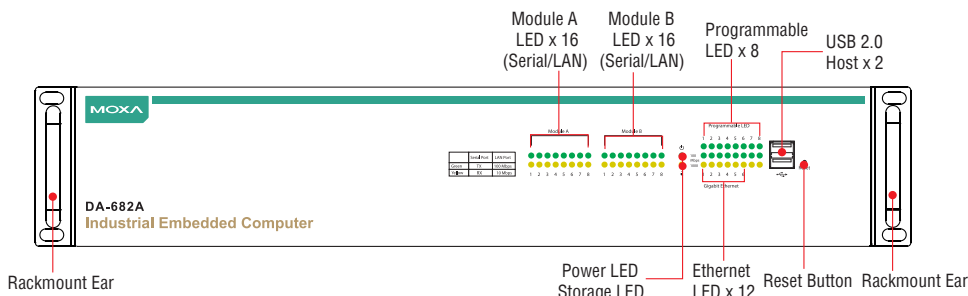 Module A
LED x 16
(Serial/LAN)
Module B
LED x 16
(Serial/LAN)
Programmable
LED x 8
USB 2.0
Host x 2
MOXA
Module A
Module B
Programmable LED
1 2 3 4 5 6 7 8
Serial Port LAN Port
Green TX 100 Mbps
Yellow RX 10 Mbps
100
Mbps
1000
1 2 3 4 5 6 7 8
1 2 3 4 5 6 7 8
1 2 3 4 5 6
Gigabit Ethernet
DA-682A
Industrial Embedded Computer
Rackmount Ear
Power LED
Storage LED
Ethernet
LED x 12
Reset Button
Rackmount Ear